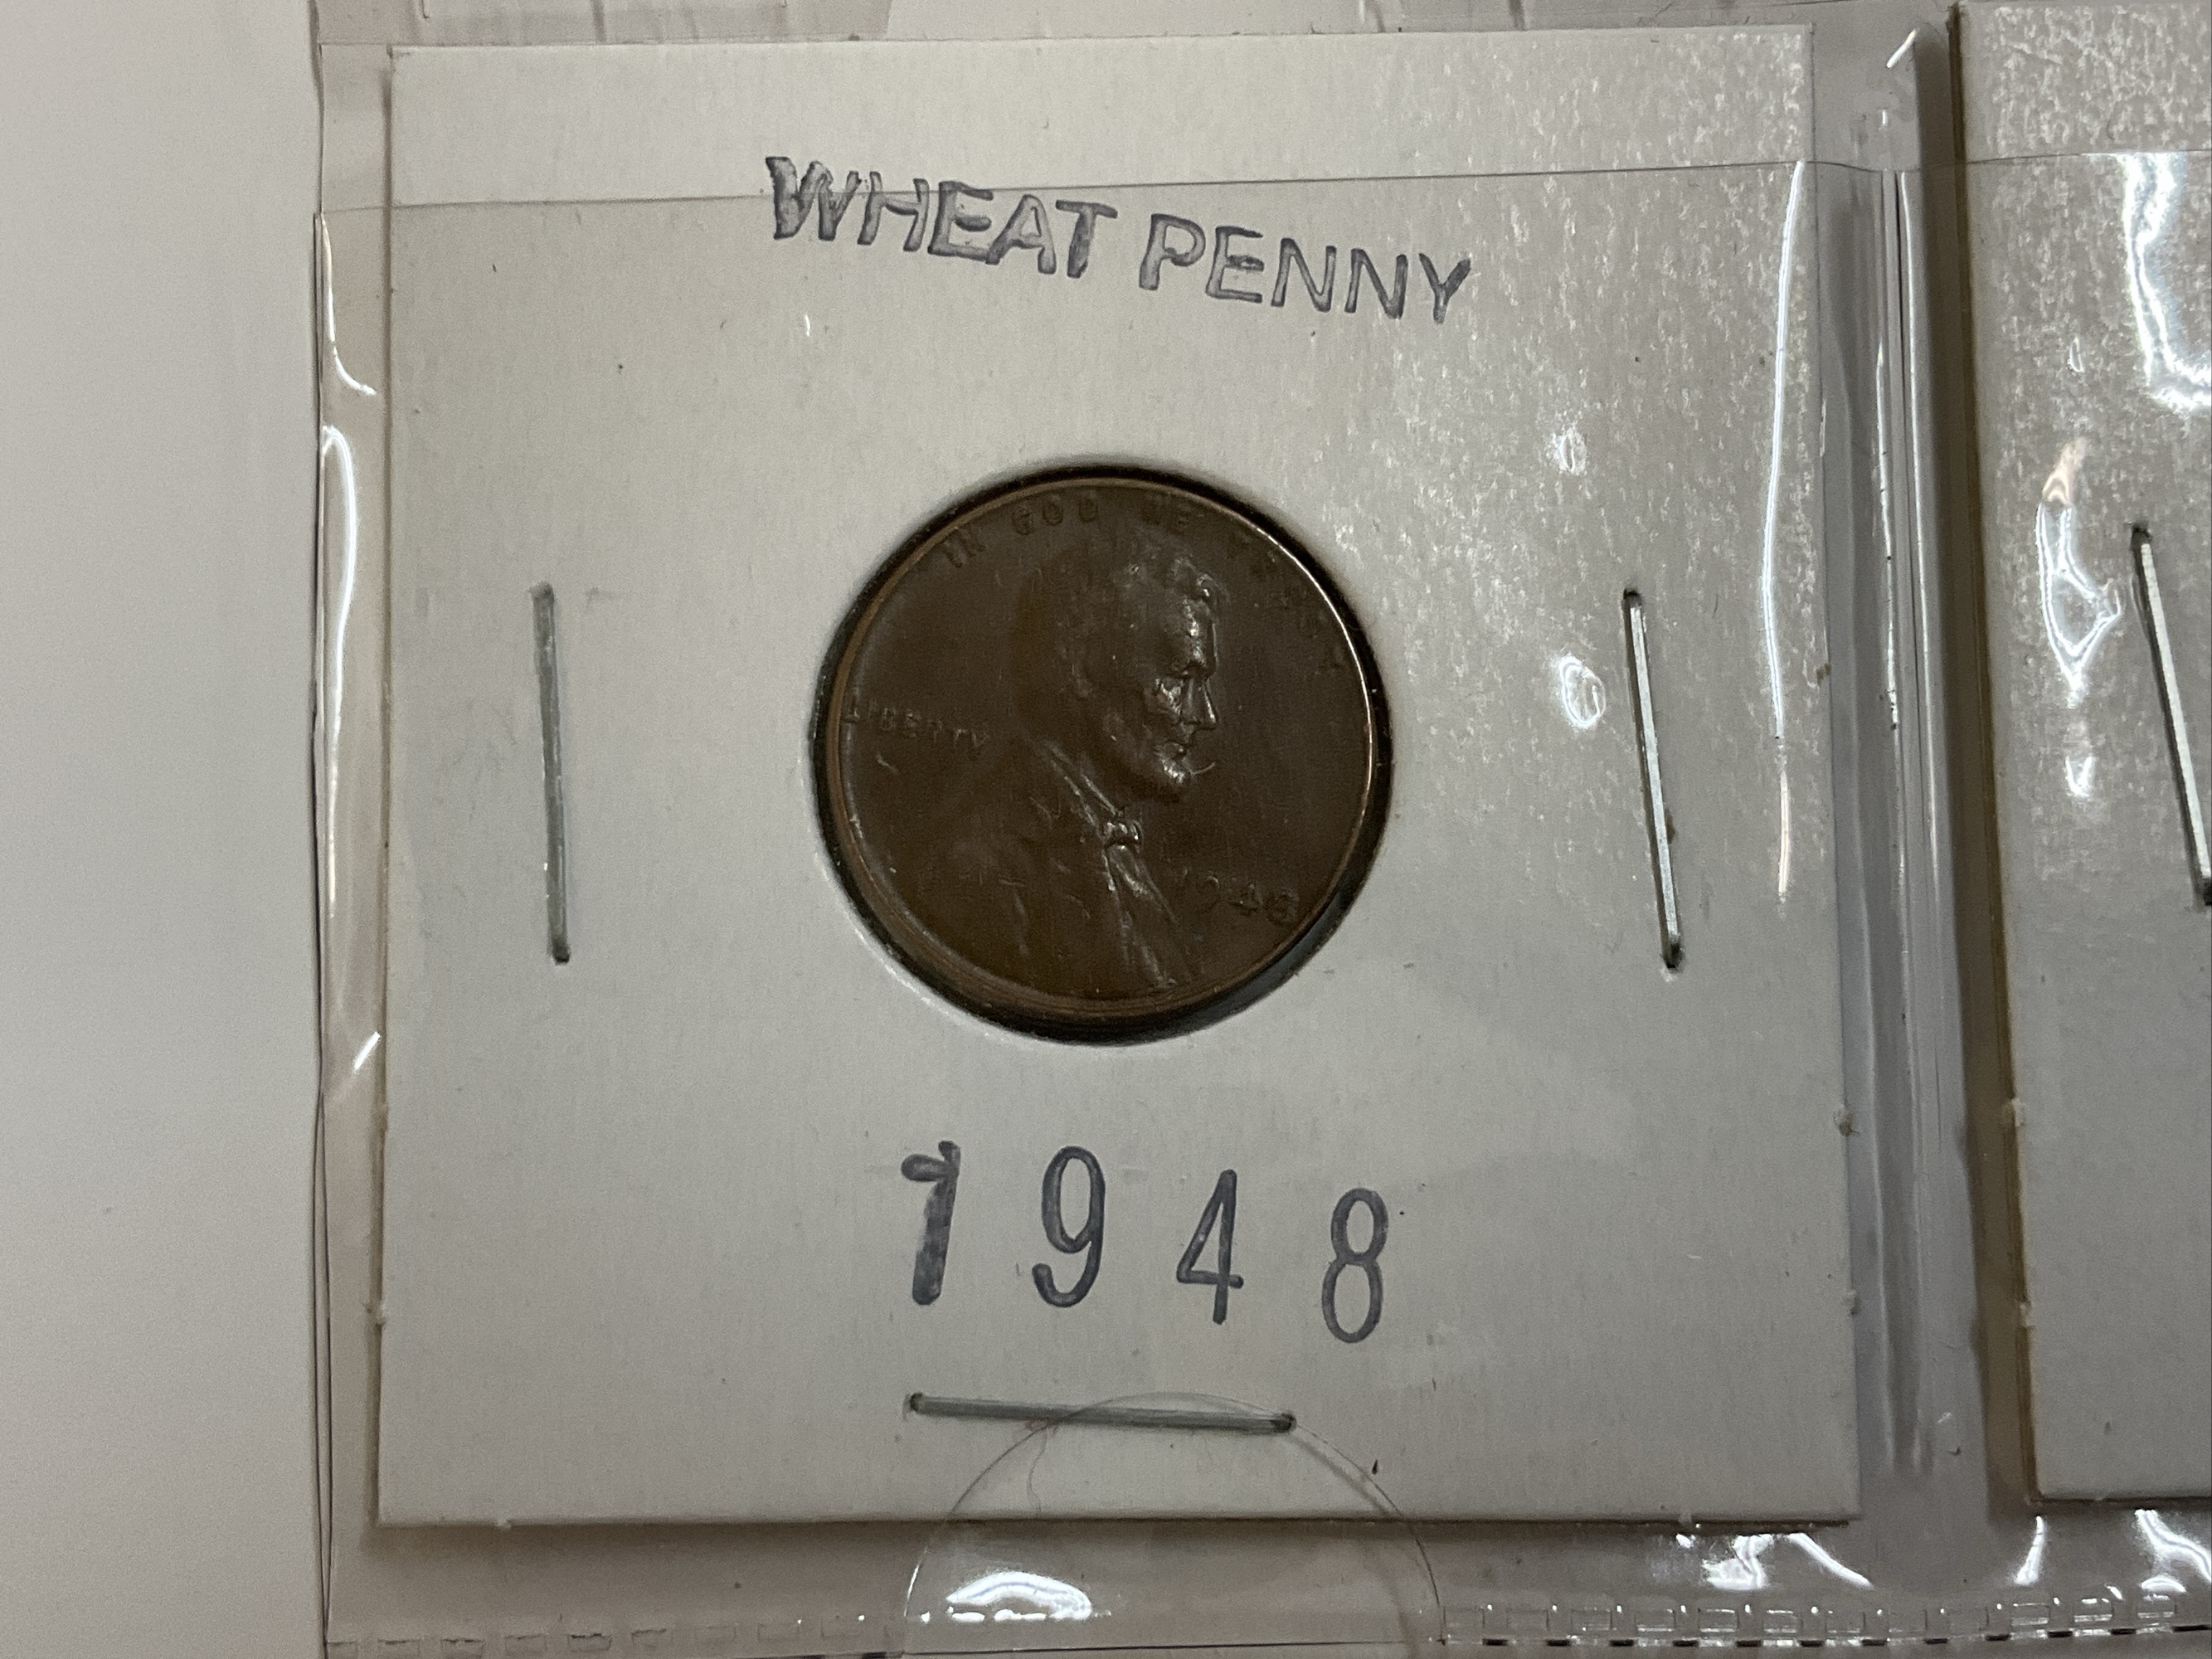 WHEAT PENNY
IN GOD WE TRUST
LIBERTY
1948
1948